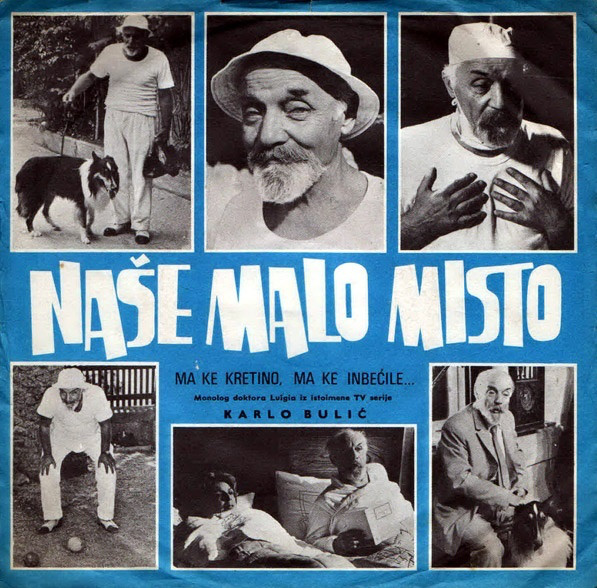 NAŠE MALO MISTO
MA KE KRETINO, MA KE INBEĆILE...
Monolog doktora Luigia iz istoimene TV serije
KARLO BULIĆ